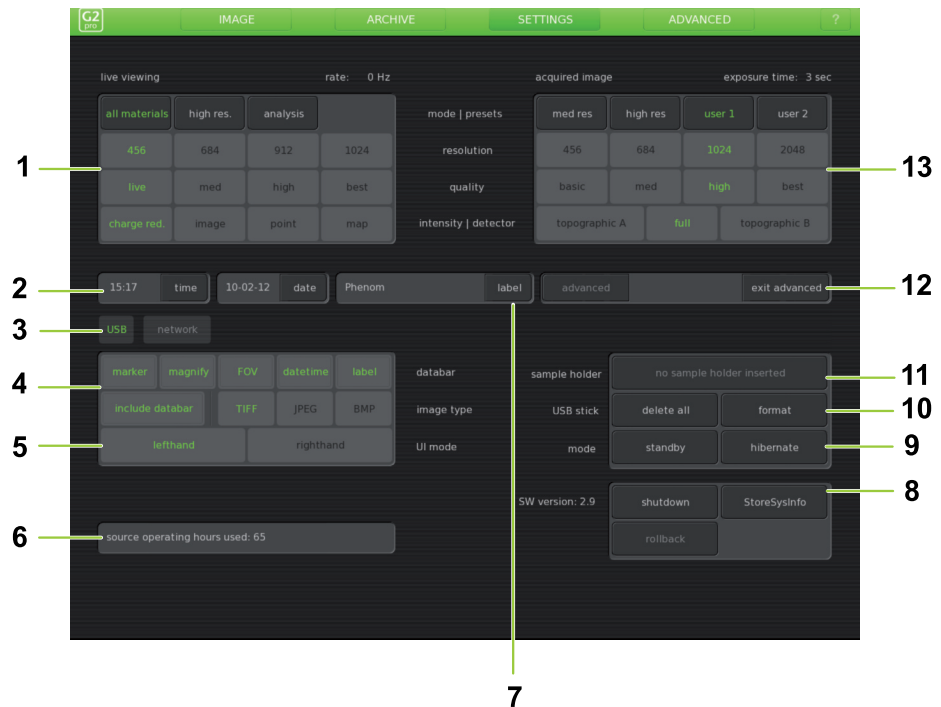 G2 pro IMAGE ARCHIVE SETTINGS ADVANCED ?
live viewing rate: 0 Hz acquired image exposure time: 3 sec
all materials high res. analysis mode | presets med res high res user 1 user 2
456 684 912 1024 resolution 456 684 1024 2048
1 13
live med high best quality basic med high best
charge red. image point map intensity | detector topographic A full topographic B
2 15:17 time 10-02-12 date Phenom label advanced exit advanced 12
3 USB network
4 marker magnify FOV datetime label databar sample holder no sample holder inserted 11
include databar TIFF JPEG BMP image type USB stick delete all format 10
5 lefthand righthand UI mode mode standby hibernate 9
SW version: 2.9 shutdown StoreSysInfo 8
6 source operating hours used: 65 rollback
7